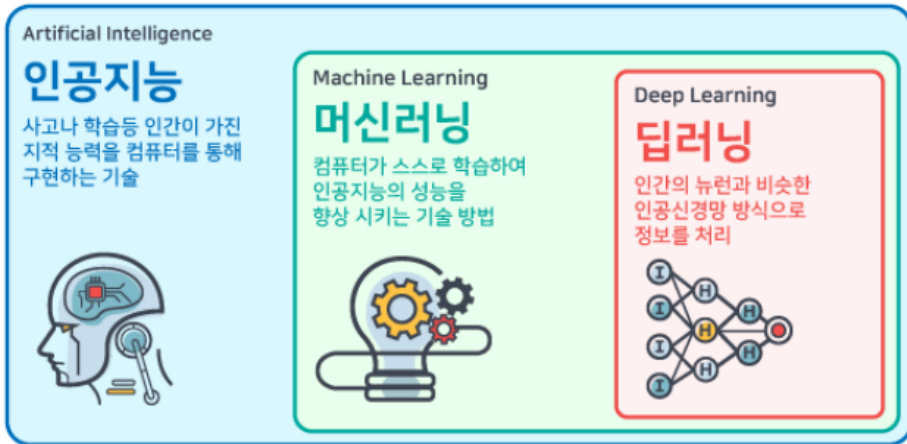 Artificial Intelligence
인공지능
사고나 학습등 인간이 가진
지적 능력을 컴퓨터를 통해
구현하는 기술
Machine Learning
머신러닝
컴퓨터가 스스로 학습하여
인공지능의 성능을
향상 시키는 기술 방법
Deep Learning
딥러닝
인간의 뉴런과 비슷한
인공신경망 방식으로
정보를 처리
I
H
I
H
H
I
H
H
I